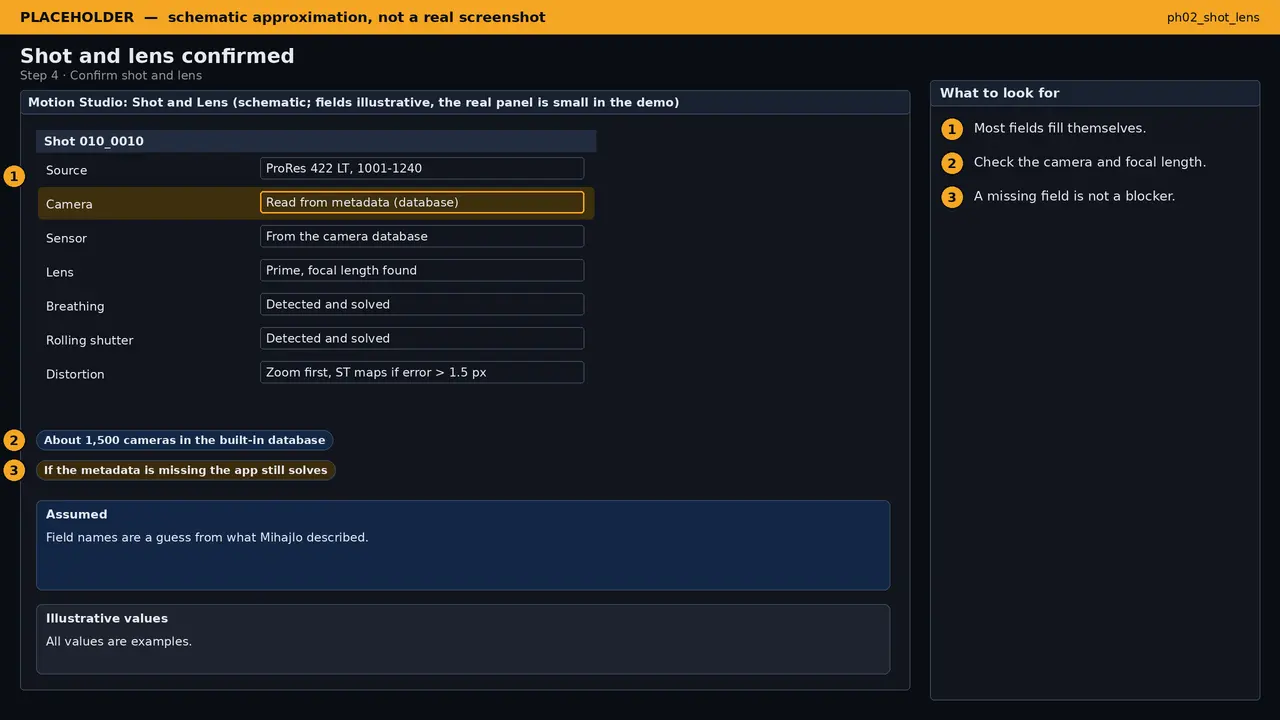 PLACEHOLDER — schematic approximation, not a real screenshot
ph02_shot_lens
Shot and lens confirmed
Step 4 · Confirm shot and lens
Motion Studio: Shot and Lens (schematic; fields illustrative, the real panel is small in the demo)
Shot 010_0010
1
Source
ProRes 422 LT, 1001-1240
Camera
Read from metadata (database)
Sensor
From the camera database
Lens
Prime, focal length found
Breathing
Detected and solved
Rolling shutter
Detected and solved
Distortion
Zoom first, ST maps if error > 1.5 px
2
About 1,500 cameras in the built-in database
3
If the metadata is missing the app still solves
Assumed
Field names are a guess from what Mihajlo described.
Illustrative values
All values are examples.
What to look for
1 Most fields fill themselves.
2 Check the camera and focal length.
3 A missing field is not a blocker.